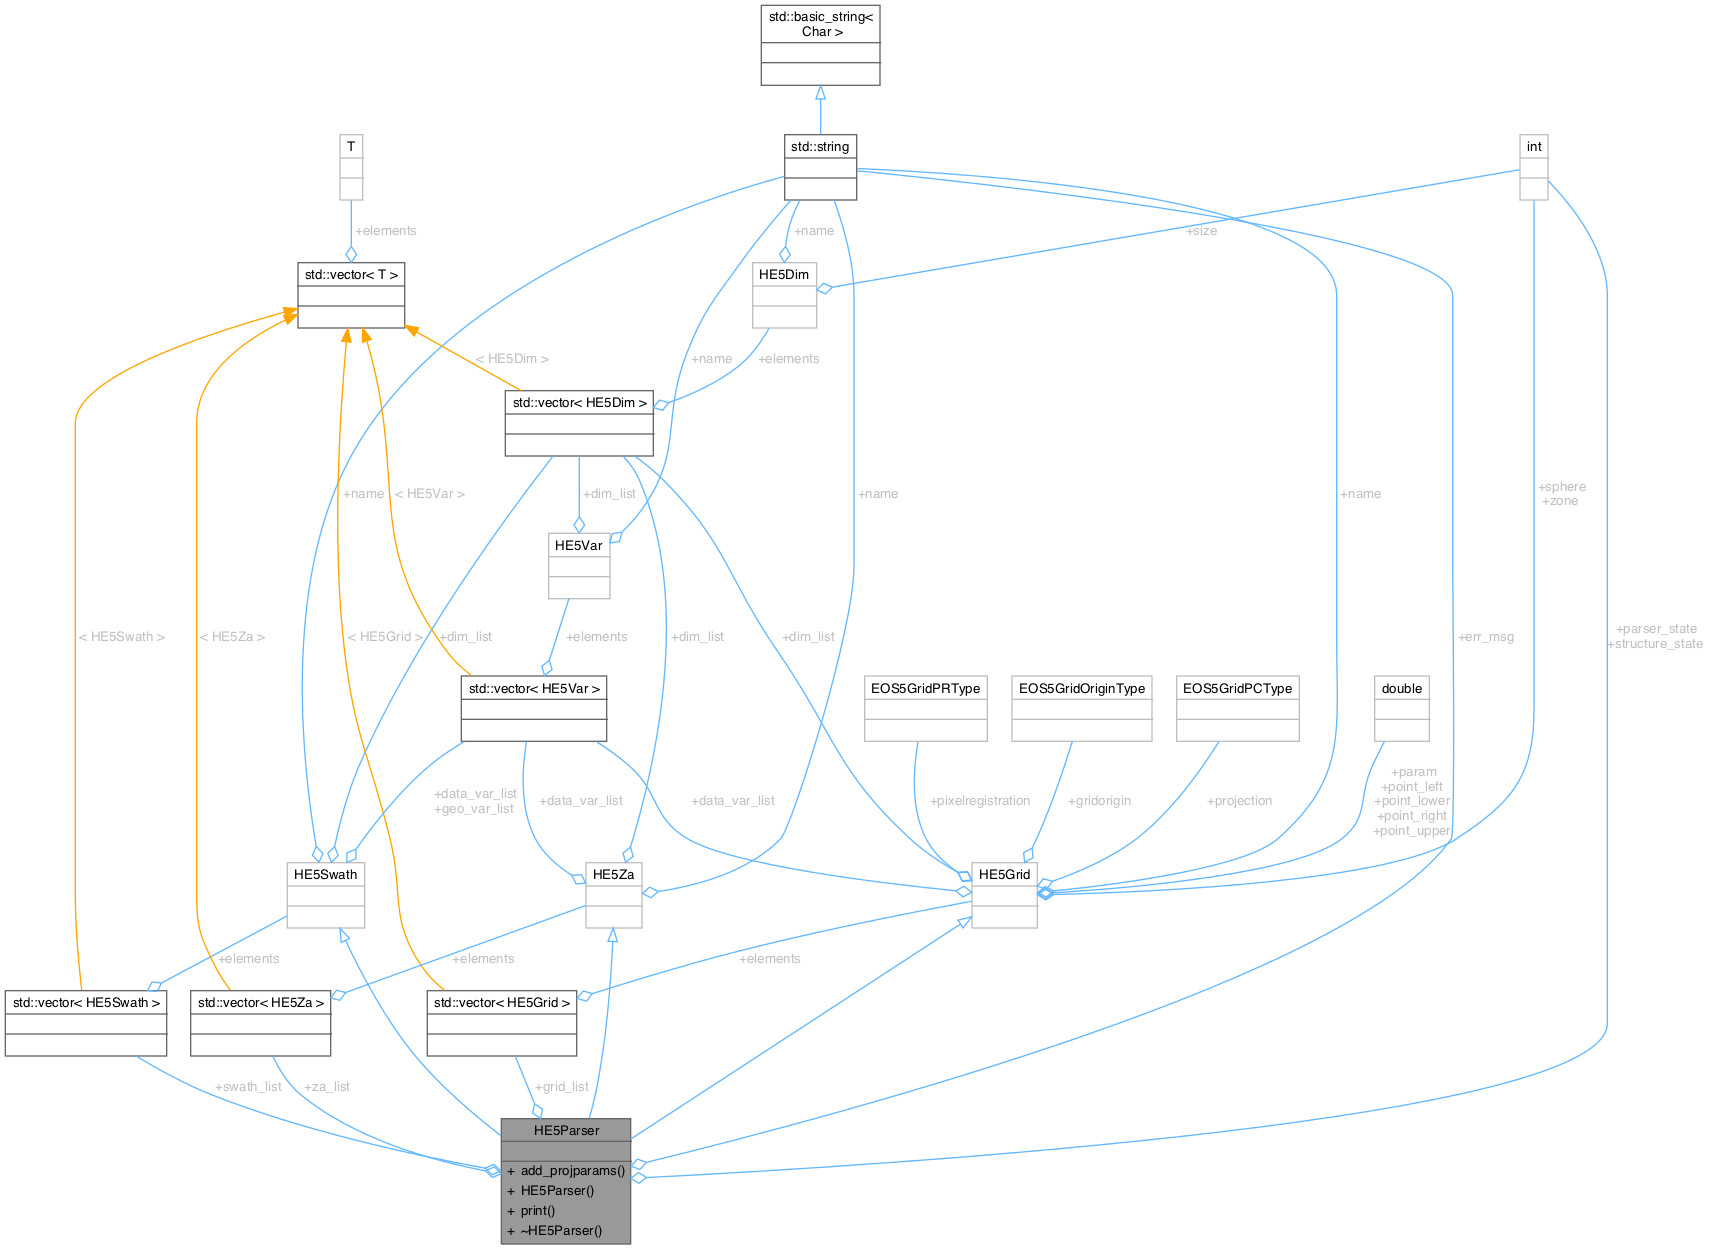 std::basic_string<
Char >
T
std::string
int
+elements
+name
+size
std::vector< T >
HE5Dim
< HE5Dim >
+name
+elements
std::vector< HE5Dim >
+name
< HE5Var >
+dim_list
+name
+name
+sphere
+zone
HE5Var
< HE5Swath >
< HE5Za >
< HE5Grid >
+dim_list
+elements
+dim_list
+dim_list
+err_msg
+parser_state
+structure_state
std::vector< HE5Var >
EOS5GridPRType
EOS5GridOriginType
EOS5GridPCType
double
+data_var_list
+geo_var_list
+data_var_list
+data_var_list
+pixelregistration
+gridorigin
+projection
+param
+point_left
+point_lower
+point_right
+point_upper
HE5Swath
HE5Za
HE5Grid
+elements
+elements
+elements
std::vector< HE5Swath >
std::vector< HE5Za >
std::vector< HE5Grid >
+swath_list
+za_list
+grid_list
HE5Parser
+ add_projparams()
+ HE5Parser()
+ print()
+ ~HE5Parser()